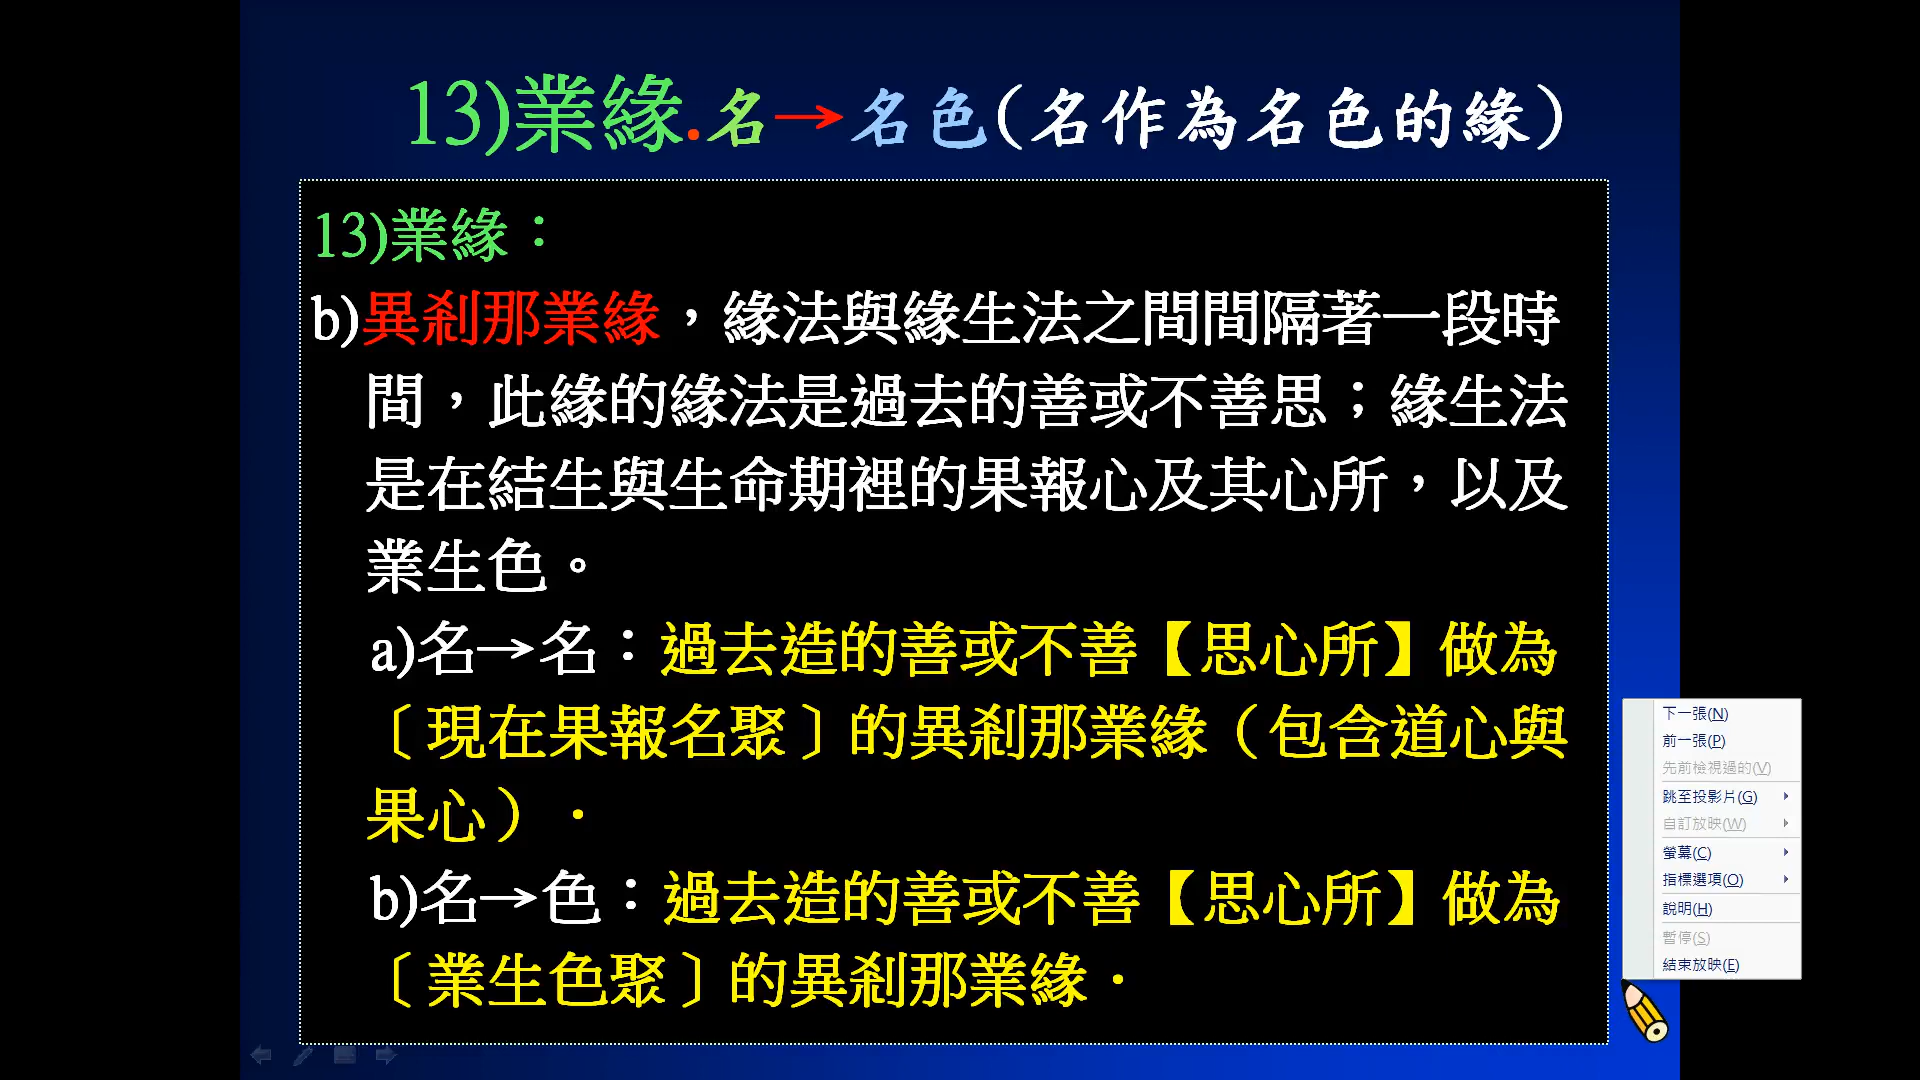 13)業緣.名→名色(名作為名色的緣)
13)業緣：
b)異剎那業緣，緣法與緣生法之間間隔著一段時
間，此緣的緣法是過去的善或不善思；緣生法
是在結生與生命期裡的果報心及其心所，以及
業生色。
a)名→名：過去造的善或不善【思心所】做為
〔現在果報名聚〕的異剎那業緣（包含道心與
果心）．
b)名→色：過去造的善或不善【思心所】做為
〔業生色聚〕的異剎那業緣．
下一張(N)
前一張(P)
先前檢視過的(V)
跳至投影片(G)
自訂放映(W)
螢幕(C)
指標選項(O)
說明(H)
暫停(S)
結束放映(E)